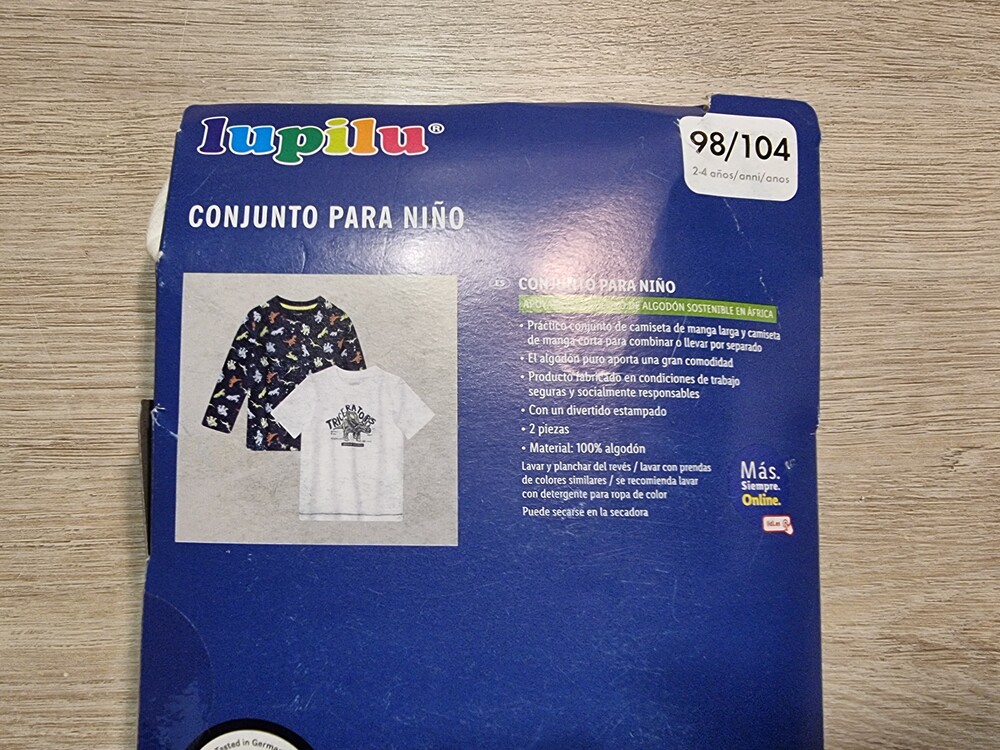 lupilu®
98/104
2-4 años/anni/anos
CONJUNTO PARA NIÑO
ES
CONJUNTO PARA NIÑO
DE ALGODÓN SOSTENIBLE EN ÁFRICA
• Práctico conjunto de camiseta de manga larga y camiseta
de manga corta para combinar o llevar por separado
• El algodón puro aporta una gran comodidad
• Producto fabricado en condiciones de trabajo
seguras y socialmente responsables
• Con un divertido estampado
• 2 piezas
• Material: 100% algodón
Lavar y planchar del revés / lavar con prendas
de colores similares / se recomienda lavar
con detergente para ropa de color
Puede secarse en la secadora
TRICERATOPS
Más.
Siempre.
Online.
Tested in